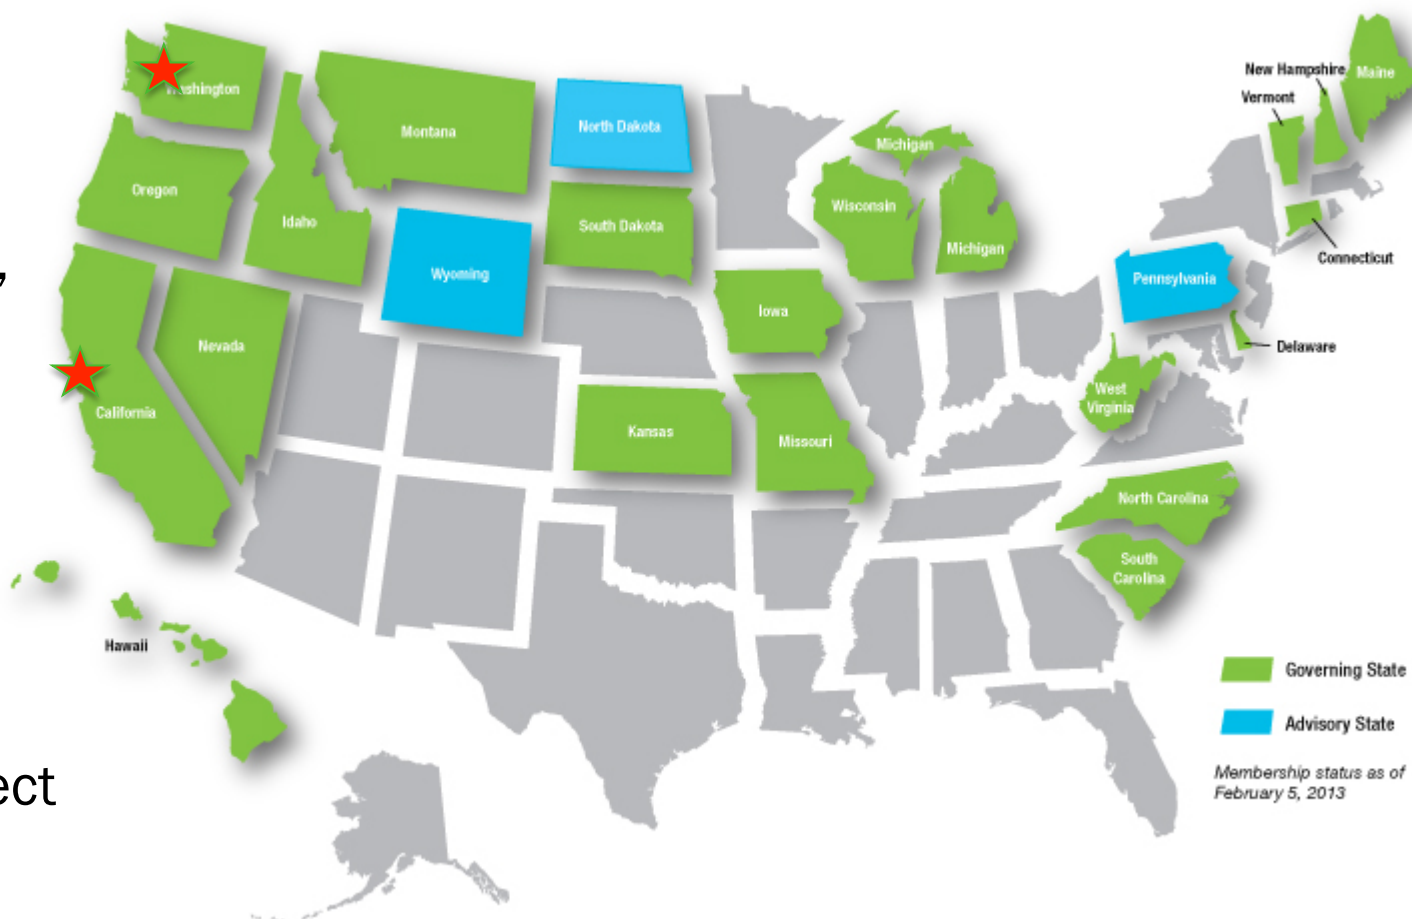 New Hampshire
Maine
Vermont
Washington
Montana
North Dakota
Michigan
Oregon
Wisconsin
Idaho
South Dakota
Michigan
,
Connecticut
Wyoming
Pennsylvania
Iowa
Nevada
Delaware
California
West
Virginia
Kansas
Missouri
North Carolina
South
Carolina
Hawaii
Governing State
Advisory State
Membership status as of
February 5, 2013
ect